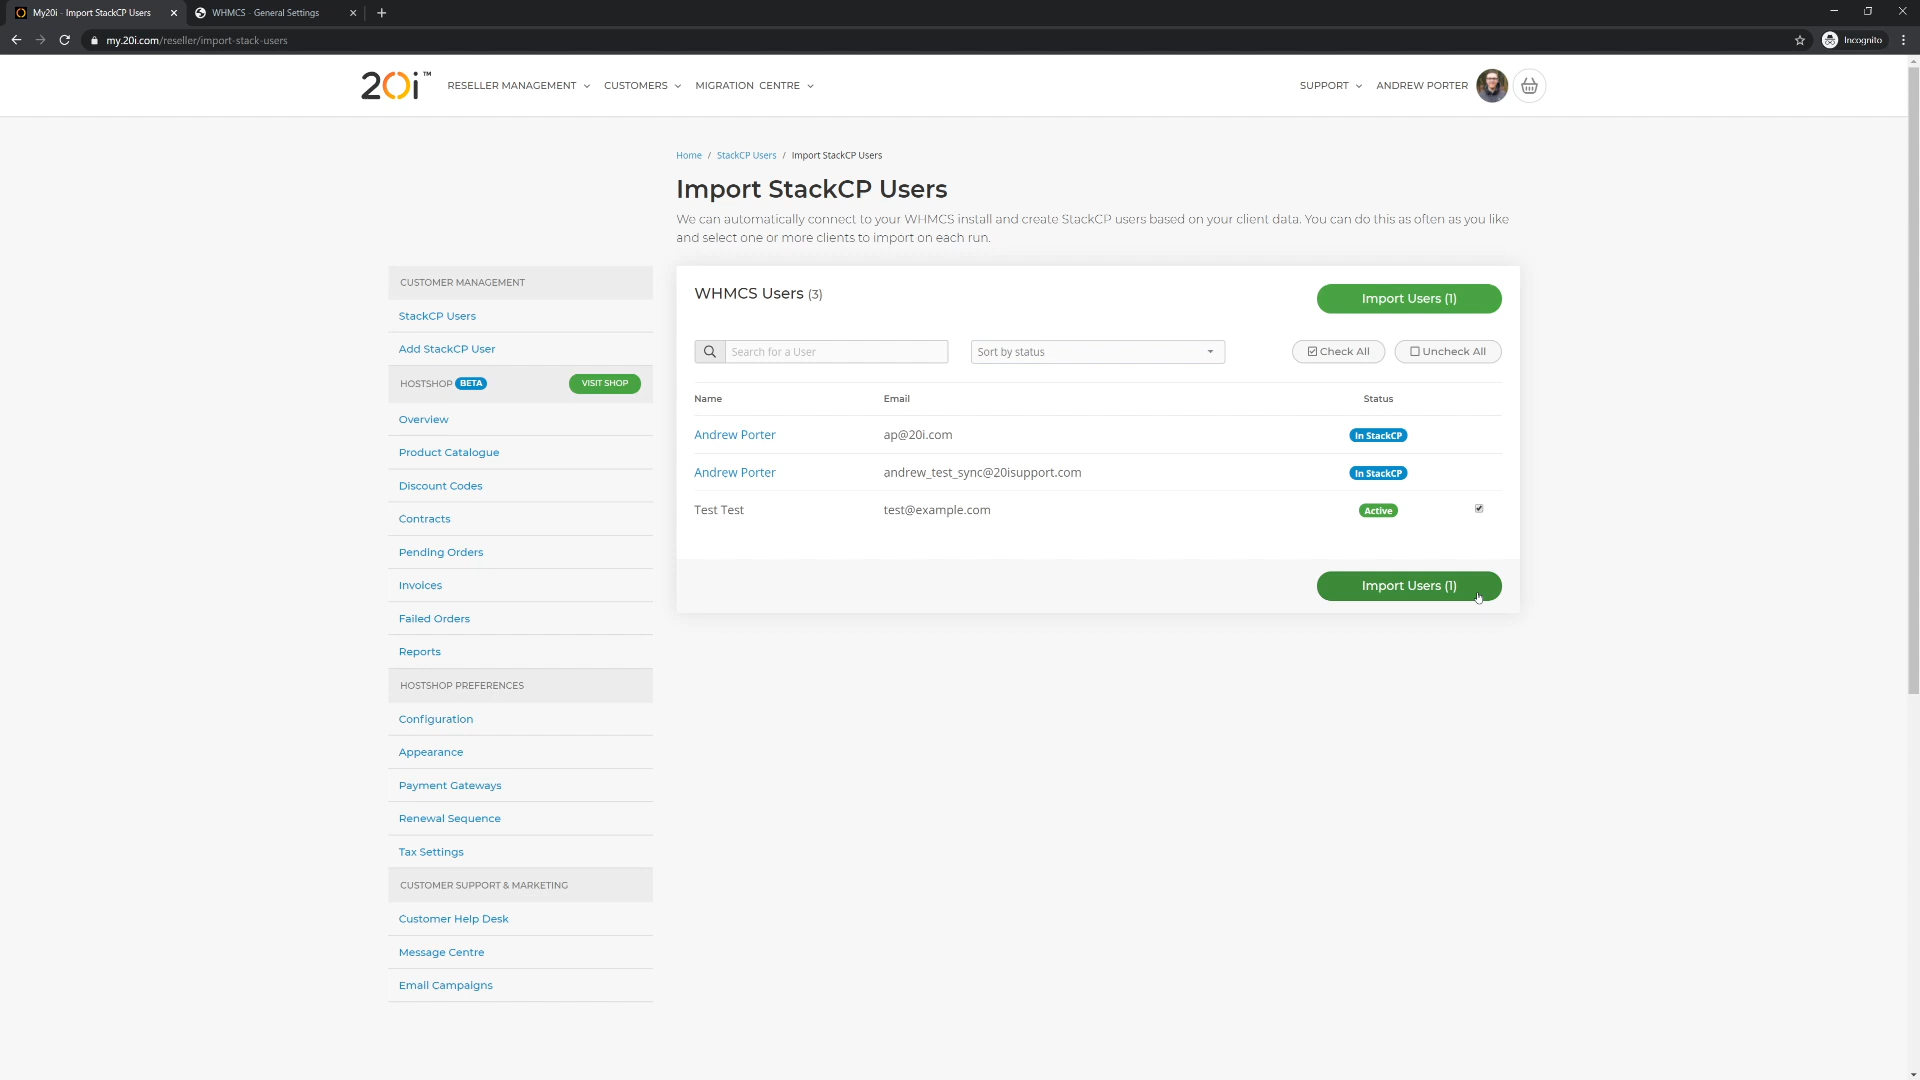 My20i - Import StackCP Users
WHMCS - General Settings
my.20i.com/reseller/import-stack-users
Incognito
20i™
RESELLER MANAGEMENT
CUSTOMERS
MIGRATION CENTRE
SUPPORT
ANDREW PORTER
Home / StackCP Users / Import StackCP Users
Import StackCP Users
We can automatically connect to your WHMCS install and create StackCP users based on your client data. You can do this as often as you like
and select one or more clients to import on each run.
CUSTOMER MANAGEMENT
StackCP Users
Add StackCP User
HOSTSHOP BETA
VISIT SHOP
Overview
Product Catalogue
Discount Codes
Contracts
Pending Orders
Invoices
Failed Orders
Reports
HOSTSHOP PREFERENCES
Configuration
Appearance
Payment Gateways
Renewal Sequence
Tax Settings
CUSTOMER SUPPORT & MARKETING
Customer Help Desk
Message Centre
Email Campaigns
WHMCS Users (3)
Import Users (1)
Search for a User
Sort by status
Check All
Uncheck All
Name Email Status
Andrew Porter ap@20i.com In StackCP
Andrew Porter andrew_test_sync@20isupport.com In StackCP
Test Test test@example.com Active
Import Users (1)